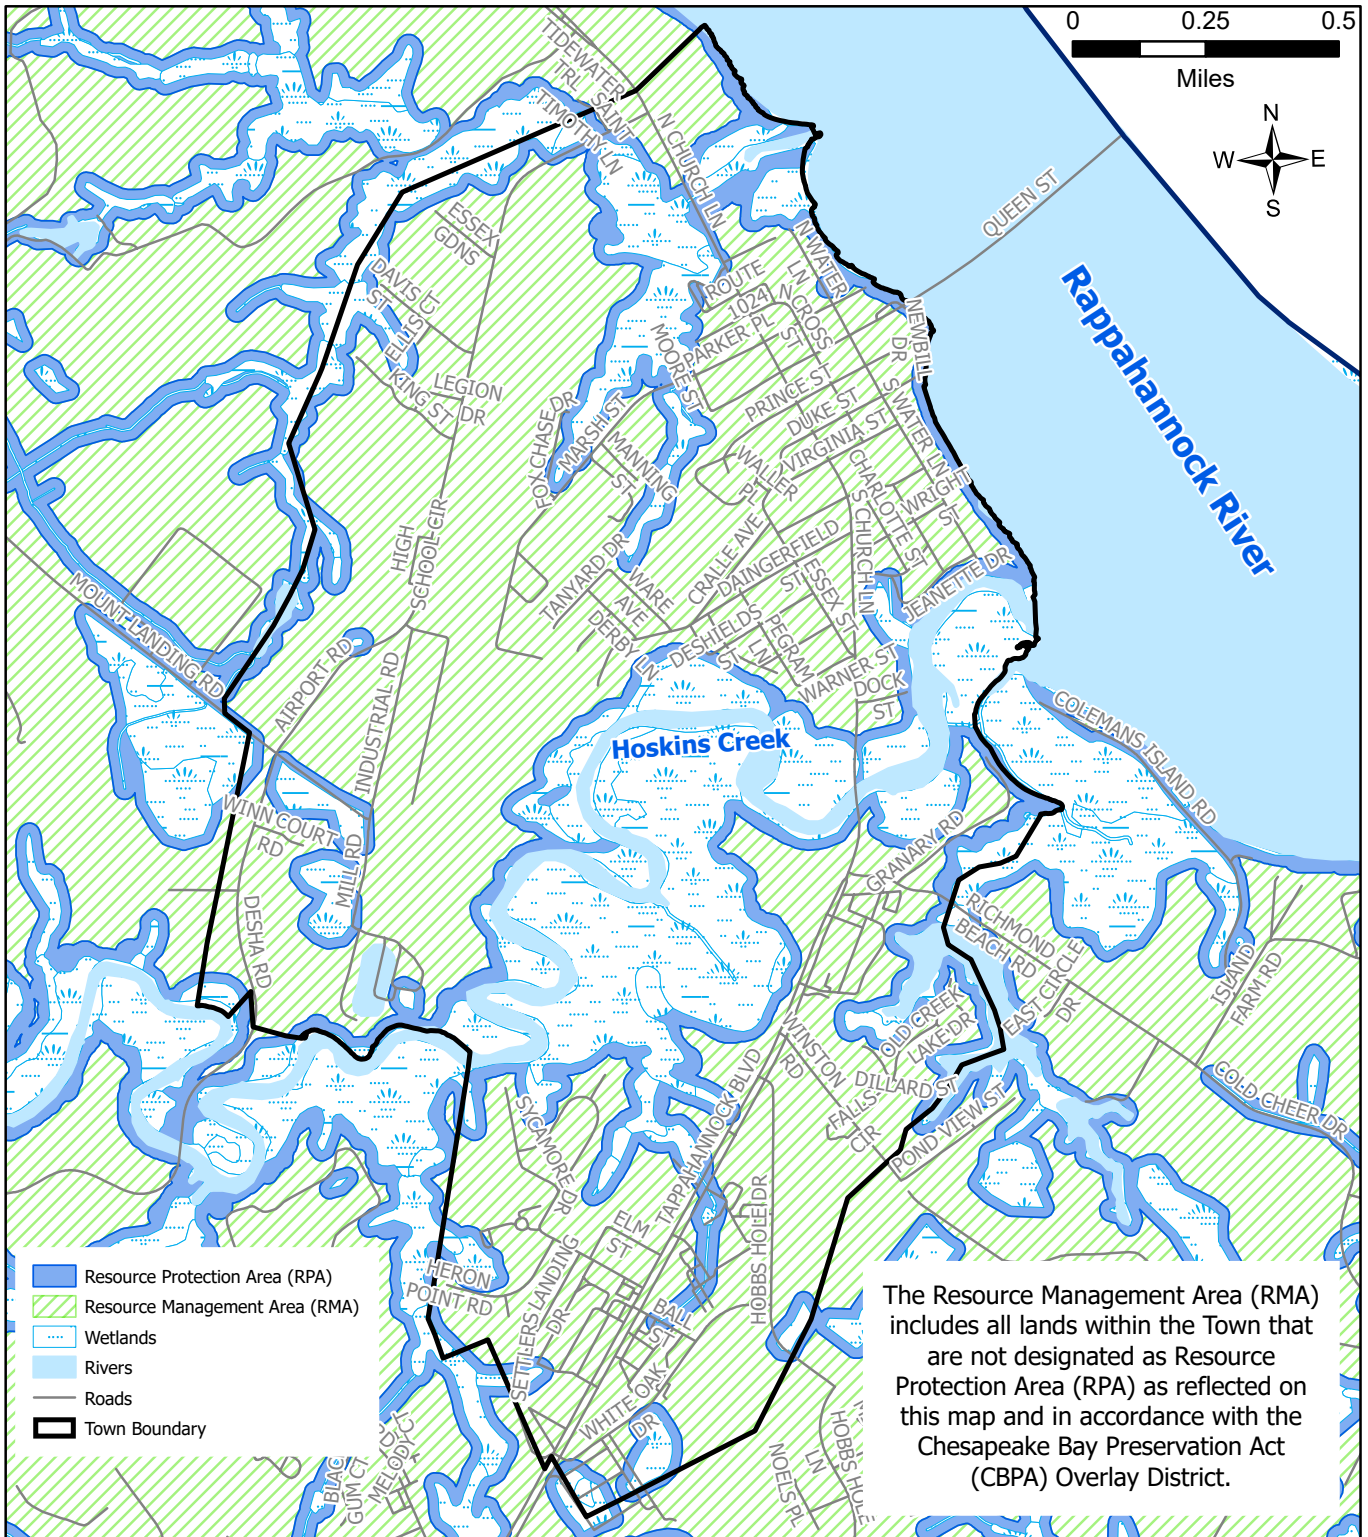 0 0.25 0.5
Miles
N
W E
S
TIDEWATER
TRL
SAINT
TIMOTHY LN
N CHURCH LN
QUEEN ST
ESSEX
GDNS
DAVIS CT
ST
ELLIS
KING ST
LEGION
DR
ROUTE
1024
LN
N WATER
N CROSS
ST
PARKER PL
MOORE ST
NEWBILL
DR
Rappahannock River
PRINCE ST
DUKE ST
VIRGINIA ST
S WATER LN
FOXCHASE DR
MARSH ST
MANNING
ST
WALLER
PL
CHARLOTTE ST
WRIGHT
ST
HIGH
SCHOOL CIR
CRALLE AVE
DAINGERFIELD
ST
S CHURCH LN
ESSEX ST
JEANETTE DR
TANYARD DR
WARE
AVE
DERBY LN
DESHIELDS
ST
PEGRAM
LN
WARNER ST
DOCK
ST
MOUNT LANDING RD
AIRPORT RD
INDUSTRIAL RD
COLEMANS ISLAND RD
Hoskins Creek
WINN COURT
RD
MILL RD
GRANARY RD
DESHA RD
RICHMOND
BEACH RD
EAST CIRCLE
DR
ISLAND
FARM RD
OLD CREEK
LAKE DR
WINSTON
RD
DILLARD ST
FALLS
CIR
POND VIEW ST
COLD CHEER DR
SYCAMORE DR
TAPPAHANNOCK BLVD
HOBBS HOLE DR
ELM
ST
HERON
POINT RD
SETTLERS LANDING
DR
BALL
ST
WHITE OAK
DR
NOELS PL
HOBBS HOLE
LN
GUM CT
MELODY CT
Resource Protection Area (RPA)
Resource Management Area (RMA)
Wetlands
Rivers
Roads
Town Boundary
The Resource Management Area (RMA)
includes all lands within the Town that
are not designated as Resource
Protection Area (RPA) as reflected on
this map and in accordance with the
Chesapeake Bay Preservation Act
(CBPA) Overlay District.